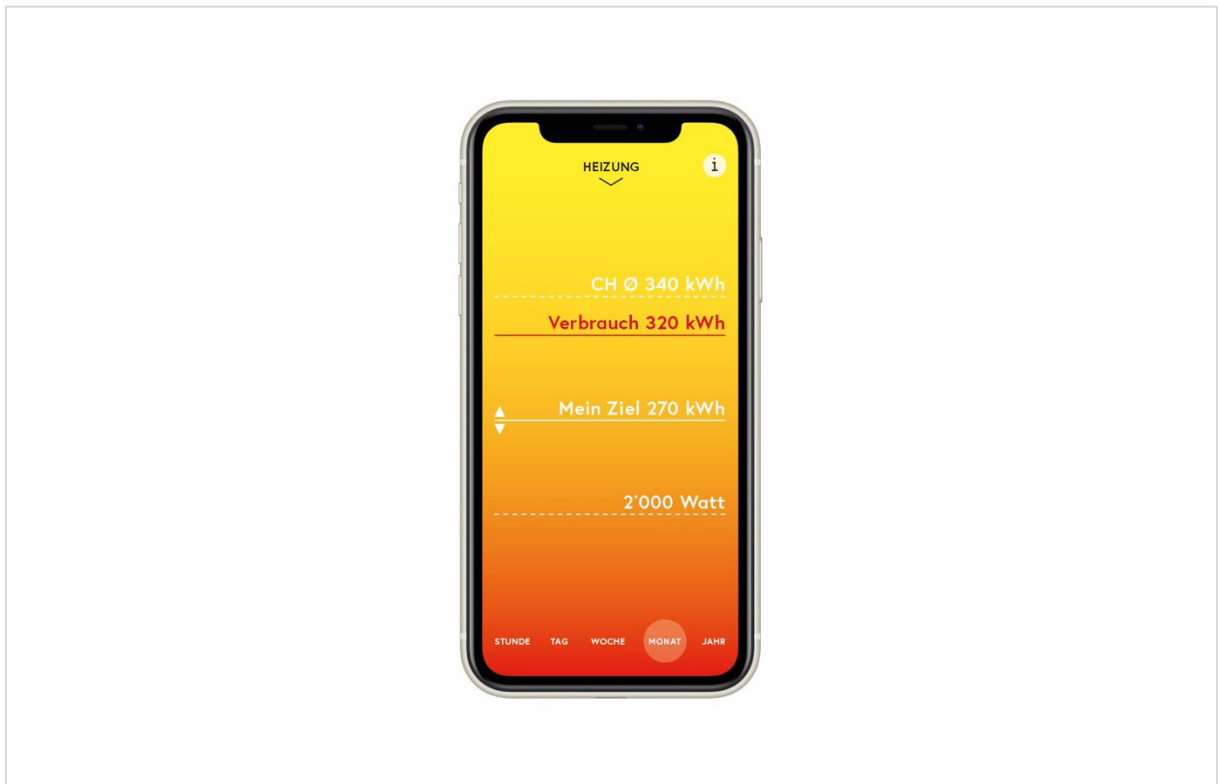 HEIZUNG
i
CH Ø 340 kWh
Verbrauch 320 kWh
Mein Ziel 270 kWh
2'000 Watt
STUNDE TAG WOCHE MONAT JAHR